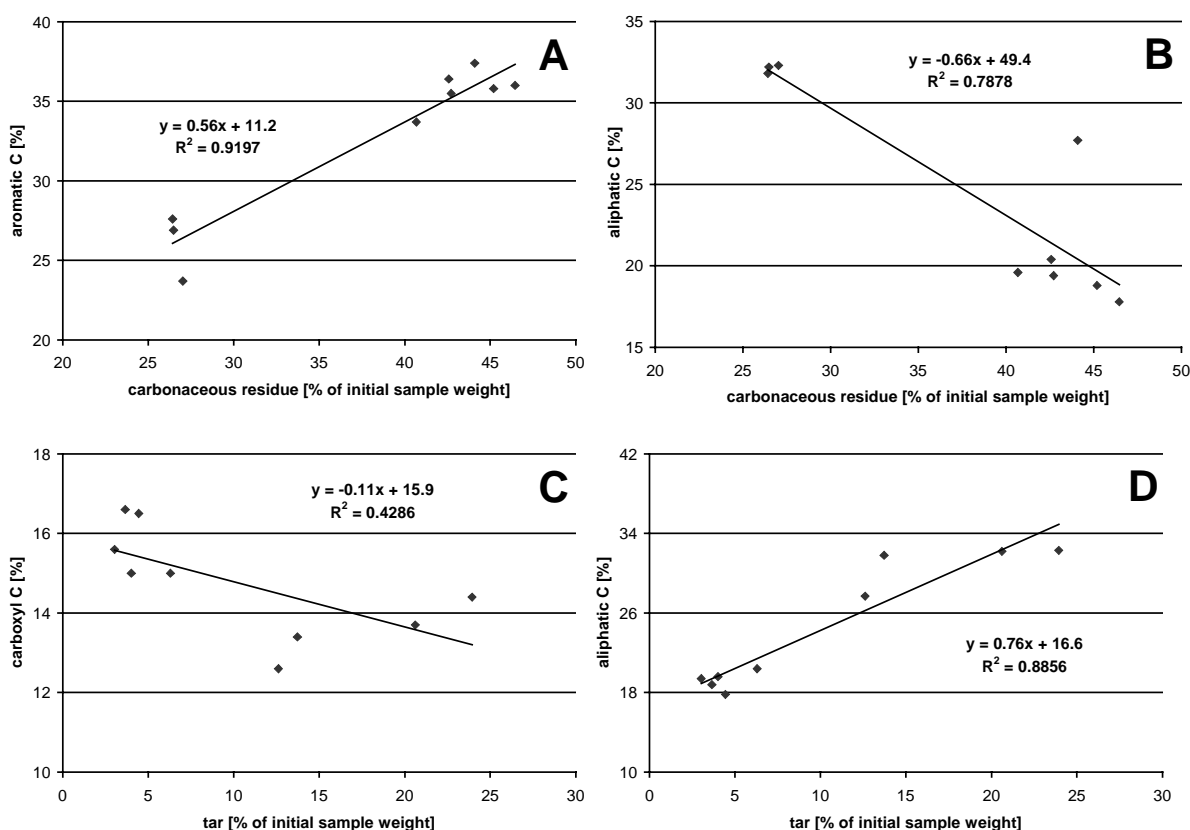 A
40
35
30
25
20
aromatic C [%]
y = 0.56x + 11.2
R² = 0.9197
20 25 30 35 40 45 50
carbonaceous residue [% of initial sample weight]
B
35
30
25
20
15
aliphatic C [%]
y = -0.66x + 49.4
R² = 0.7878
20 25 30 35 40 45 50
carbonaceous residue [% of initial sample weight]
C
18
16
14
12
10
carboxyl C [%]
y = -0.11x + 15.9
R² = 0.4286
0 5 10 15 20 25 30
tar [% of initial sample weight]
D
42
34
26
18
10
aliphatic C [%]
y = 0.76x + 16.6
R² = 0.8856
0 5 10 15 20 25 30
tar [% of initial sample weight]